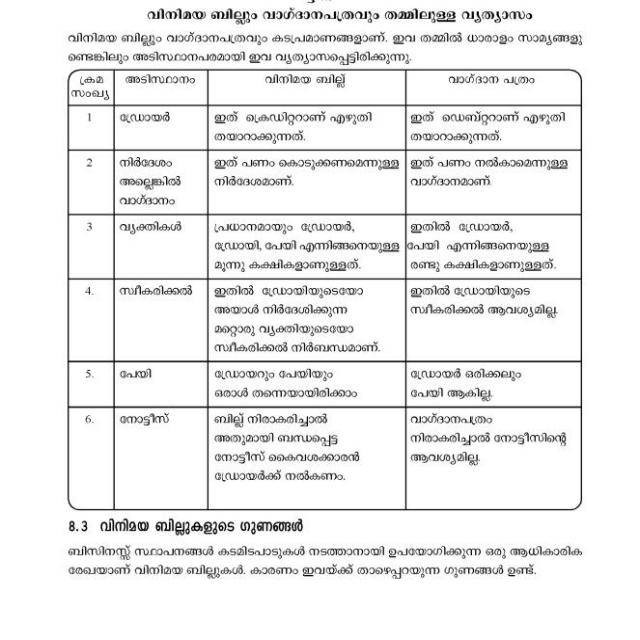 വിനിമയ ബില്ലും വാഗ്ദാനപത്രവും തമ്മിലുള്ള വ്യത്യാസം
വിനിമയ ബില്ലും വാഗ്ദാനപത്രവും കടപ്രമാണങ്ങളാണ്. ഇവ തമ്മിൽ ധാരാളം സാമ്യങ്ങളു
ണ്ടെങ്കിലും അടിസ്ഥാനപരമായി ഇവ വ്യത്യാസപ്പെട്ടിരിക്കുന്നു.
ക്രമ സംഖ്യ അടിസ്ഥാനം വിനിമയ ബില്ല് വാഗ്ദാന പത്രം
1 ഡ്രോയർ ഇത് ക്രെഡിറ്ററാണ് എഴുതി ഇത് ഡെബ്റ്ററാണ് എഴുതി
തയാറാക്കുന്നത്. തയാറാക്കുന്നത്.
2 നിർദേശം ഇത് പണം കൊടുക്കണമെന്നുള്ള ഇത് പണം നൽകാമെന്നുള്ള
അല്ലെങ്കിൽ നിർദേശമാണ്. വാഗ്ദാനമാണ്.
വാഗ്ദാനം
3 വ്യക്തികൾ പ്രധാനമായും ഡ്രോയർ, ഇതിൽ ഡ്രോയർ,
ഡ്രോയി, പേയി എന്നിങ്ങനെയുള്ള പേയി എന്നിങ്ങനെയുള്ള
മൂന്നു കക്ഷികളാണുള്ളത്. രണ്ടു കക്ഷികളാണുള്ളത്.
4. സ്വീകരിക്കൽ ഇതിൽ ഡ്രോയിയുടെയോ ഇതിൽ ഡ്രോയിയുടെ
അയാൾ നിർദേശിക്കുന്ന സ്വീകരിക്കൽ ആവശ്യമില്ല.
മറ്റൊരു വ്യക്തിയുടെയോ
സ്വീകരിക്കൽ നിർബന്ധമാണ്.
5. പേയി ഡ്രോയറും പേയിയും ഡ്രോയർ ഒരിക്കലും
ഒരാൾ തന്നെയായിരിക്കാം പേയി ആകില്ല.
6. നോട്ടീസ് ബില്ല് നിരാകരിച്ചാൽ വാഗ്ദാനപത്രം
അതുമായി ബന്ധപ്പെട്ട നിരാകരിച്ചാൽ നോട്ടീസിന്റെ
നോട്ടീസ് കൈവശക്കാരൻ ആവശ്യമില്ല.
ഡ്രോയർക്ക് നൽകണം.
8.3 വിനിമയ ബില്ലുകളുടെ ഗുണങ്ങൾ
ബിസിനസ്സ് സ്ഥാപനങ്ങൾ കടമിടപാടുകൾ നടത്താനായി ഉപയോഗിക്കുന്ന ഒരു ആധികാരിക
രേഖയാണ് വിനിമയ ബില്ലുകൾ. കാരണം ഇവയ്ക്ക് താഴെപ്പറയുന്ന ഗുണങ്ങൾ ഉണ്ട്.